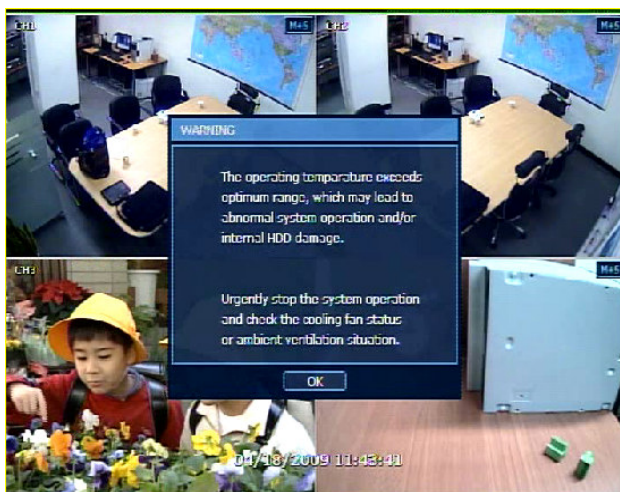 CH1
M+S
CH2
M+S
WARNING
The operating temparature exceeds
optimum range, which may lead to
abnormal system operation and/or
internal HDD damage.
Urgently stop the system operation
and check the cooling fan status
or ambient ventilation situation.
OK
CH3
M+S
04/18/2009 11:43:41